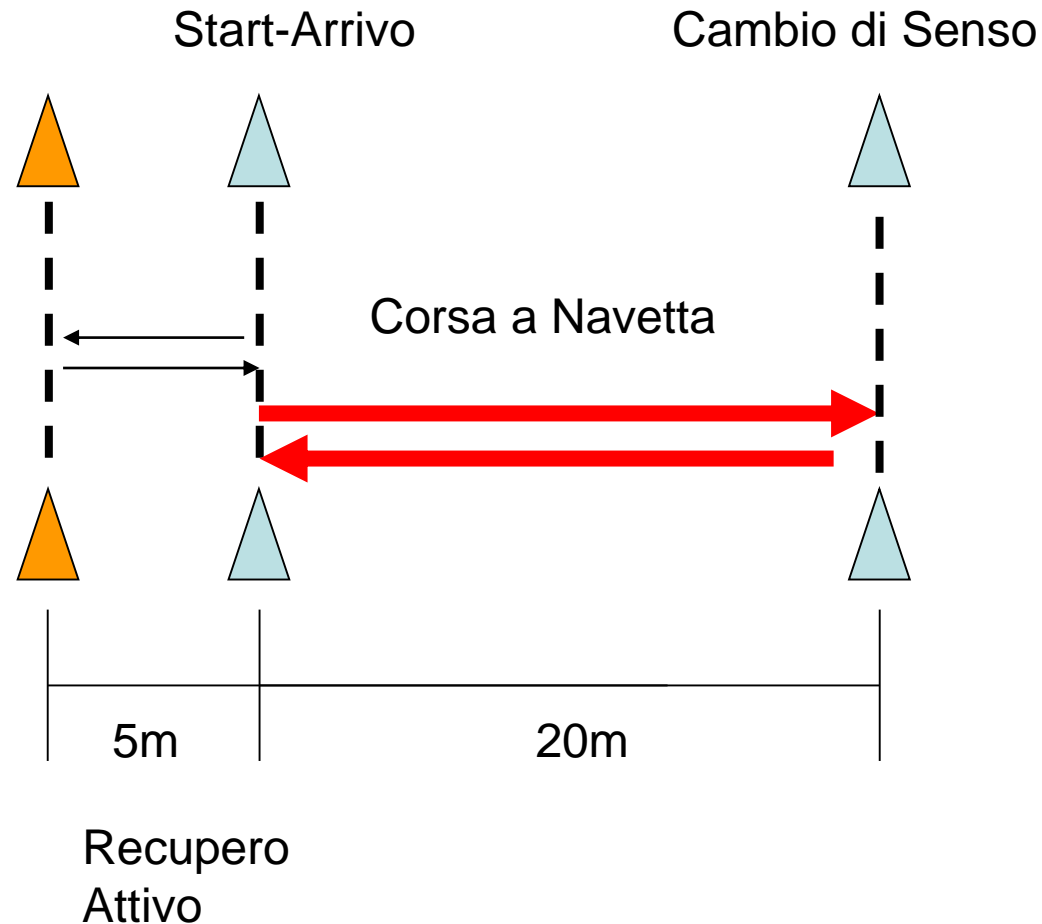 Start-Arrivo
Cambio di Senso
Corsa a Navetta
5m
20m
Recupero
Attivo